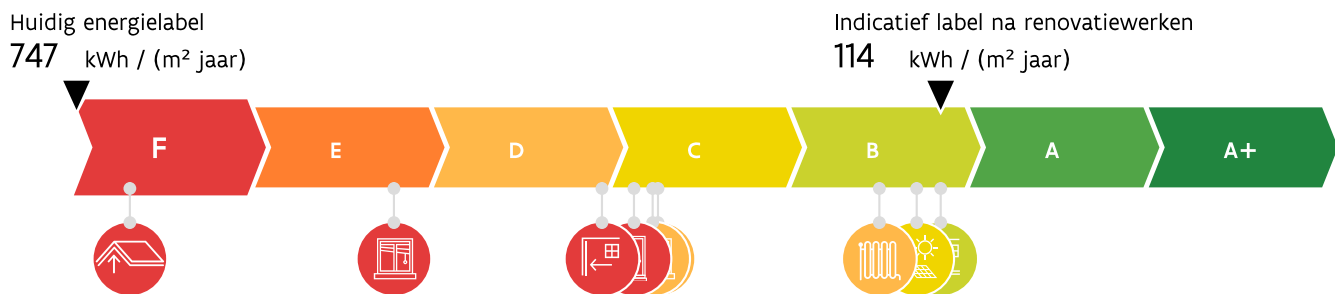 Huidig energielabel
747 kWh / (m² jaar)
Indicatief label na renovatiewerken
114 kWh / (m² jaar)
F E D C B A A+